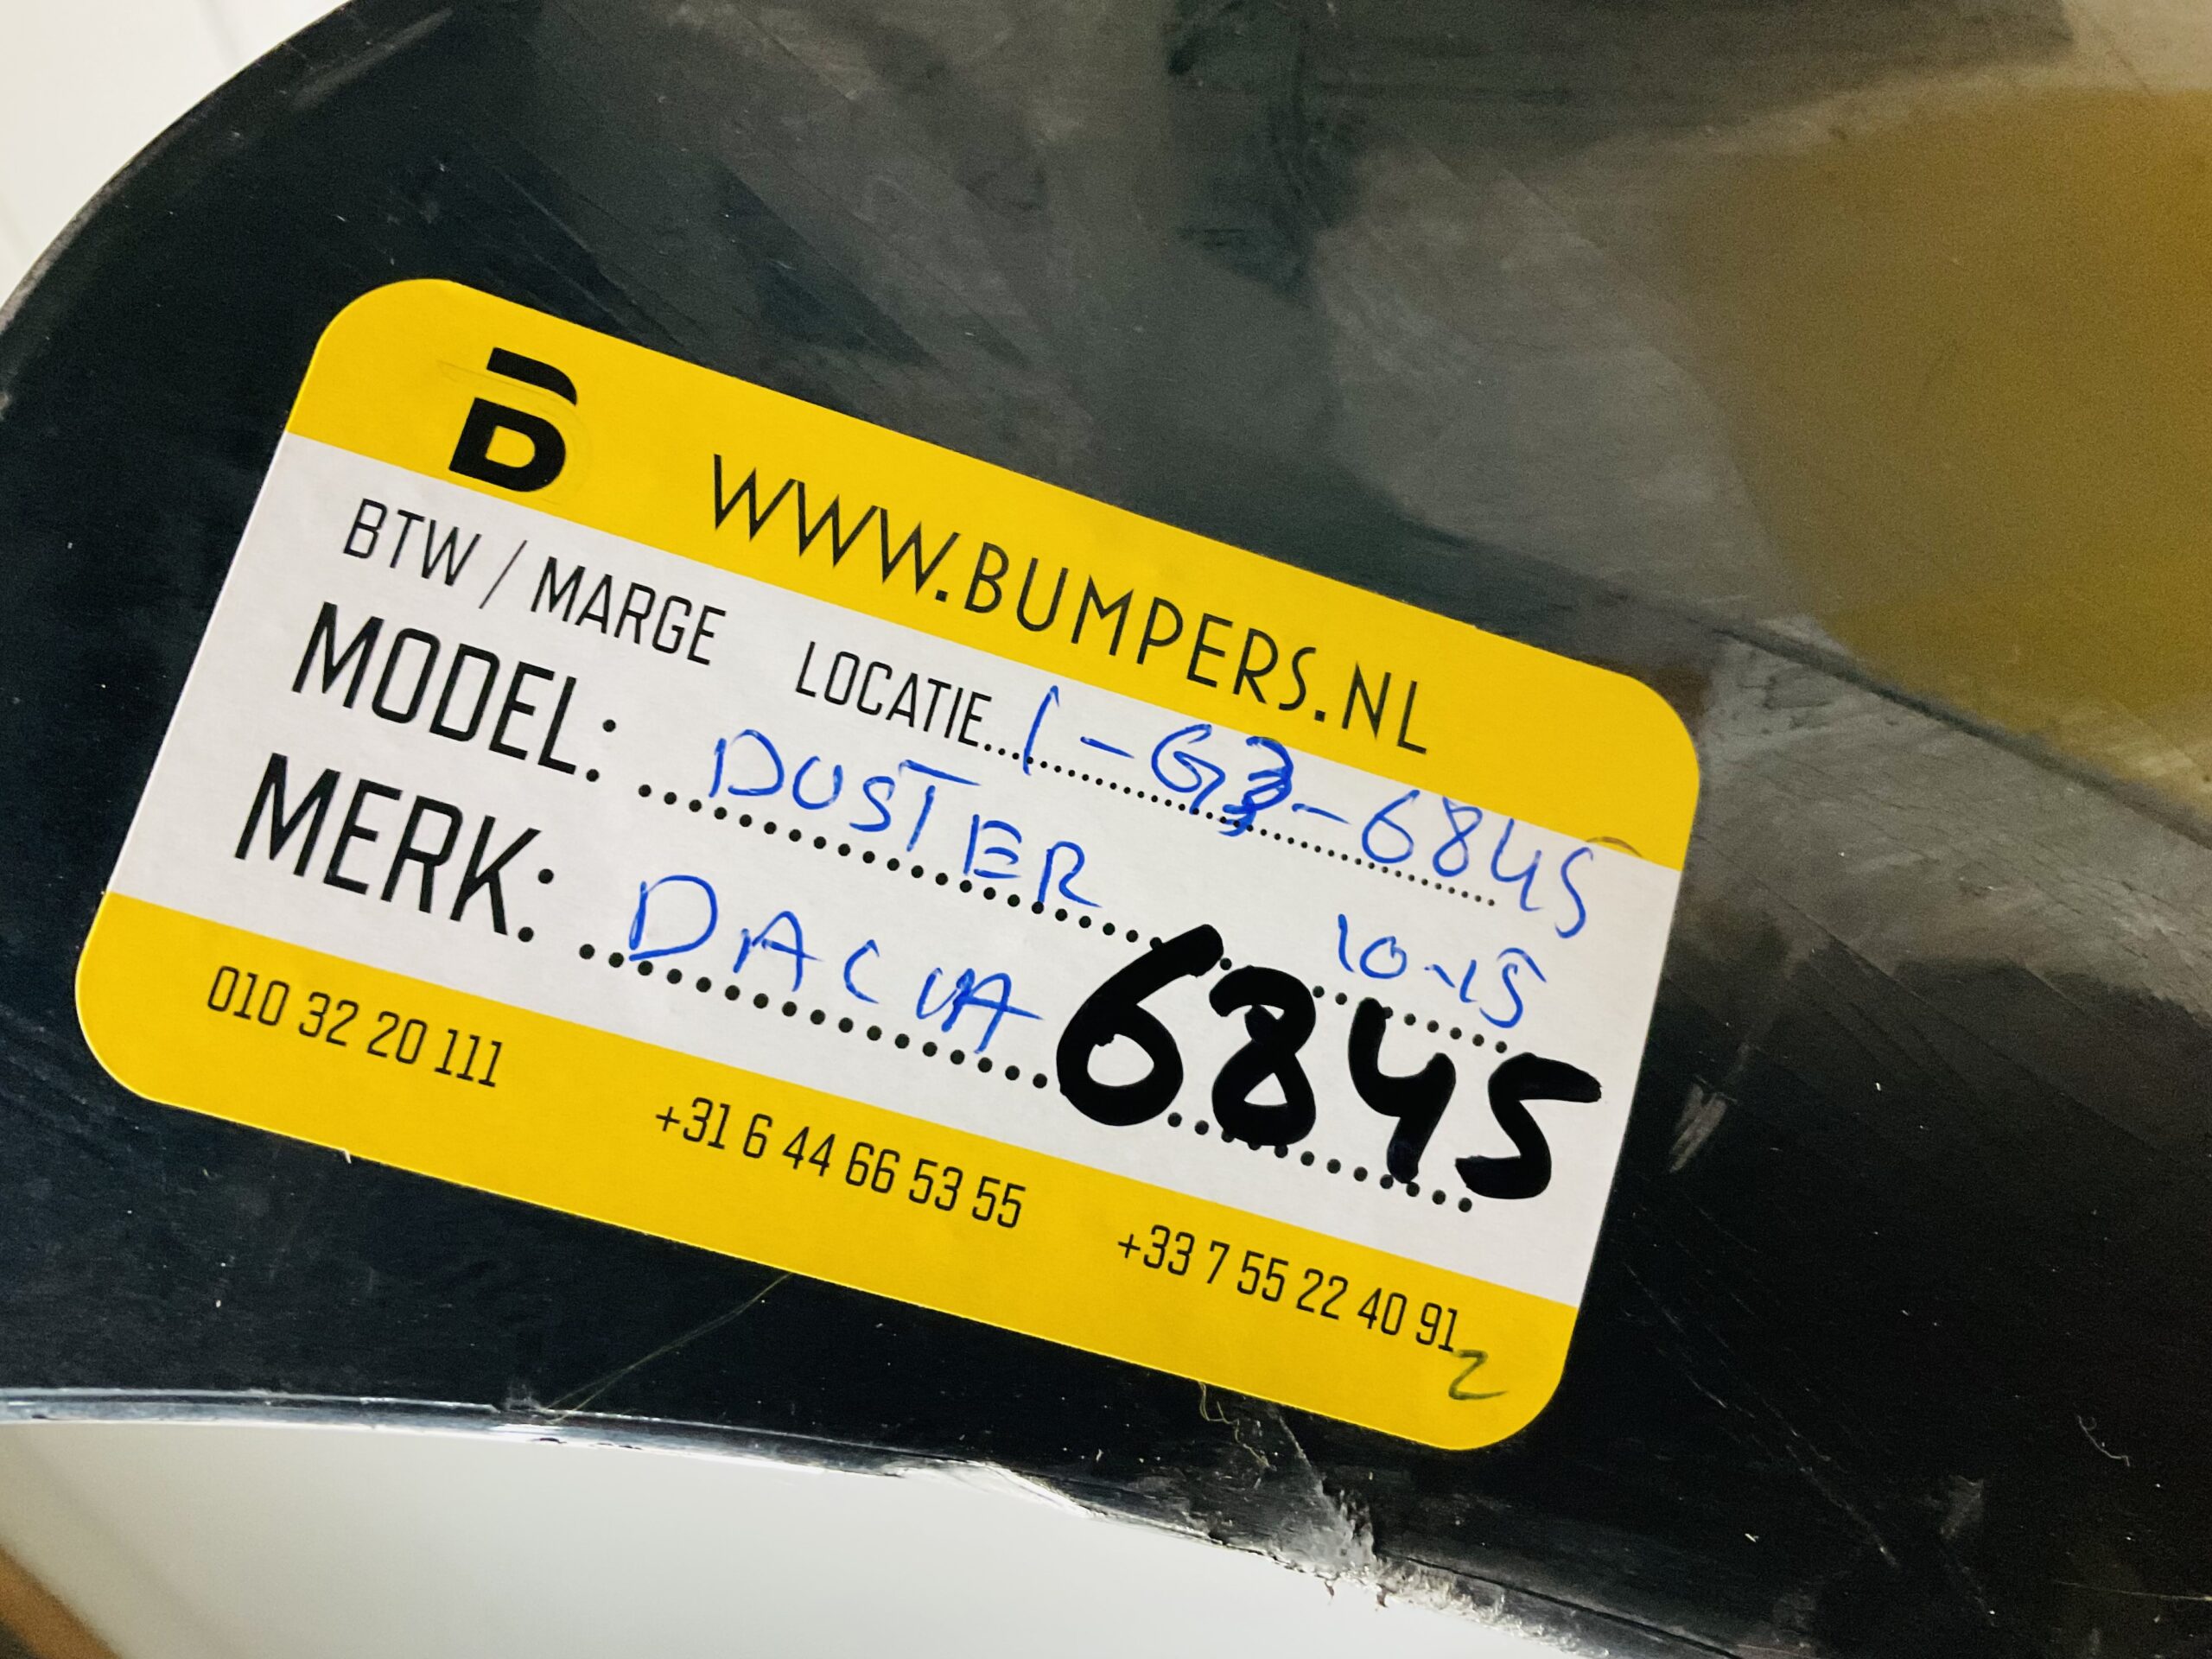 B WWW.BUMPERS.NL
BTW / MARGE LOCATIE... 1-G3-6845
MODEL: DUSTER 10-15
MERK: DACIA 6845
010 32 20 111 +31 6 44 66 53 55 +33 7 55 22 40 91
2